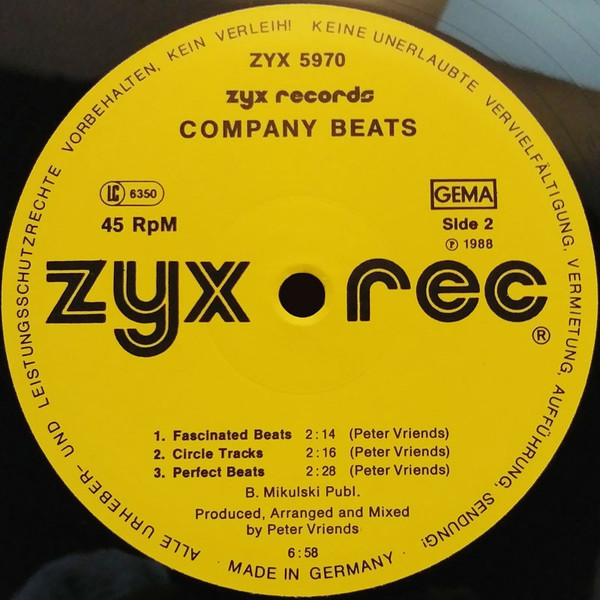 ALLE URHEBER- UND LEISTUNGSSCHUTZRECHTE VORBEHALTEN, KEIN VERLEIH! KEINE UNERLAUBTE VERVIELFÄLTIGUNG, VERMIETUNG, AUFFÜHRUNG, SENDUNG!
ZYX 5970
zyx records
COMPANY BEATS
LC 6350
GEMA
45 RpM
Side 2
℗ 1988
zyx rec
®
1. Fascinated Beats 2:14 (Peter Vriends)
2. Circle Tracks 2:16 (Peter Vriends)
3. Perfect Beats 2:28 (Peter Vriends)
B. Mikulski Publ.
Produced, Arranged and Mixed
by Peter Vriends
6:58
· MADE IN GERMANY ·